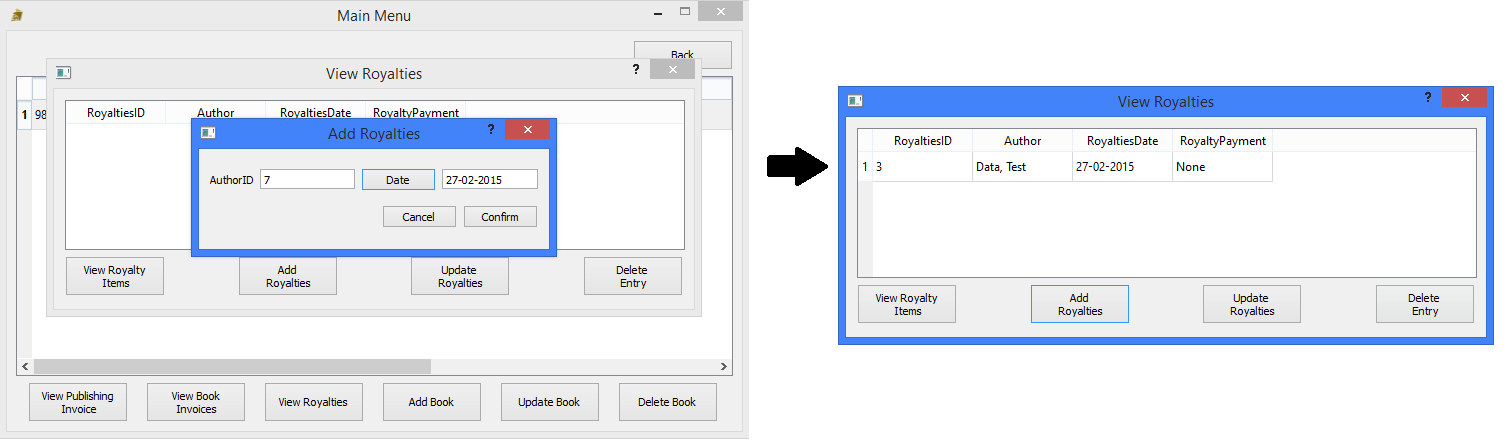 Main Menu
Back
View Royalties
?
RoyaltiesID Author RoyaltiesDate RoyaltyPayment
1 98
Add Royalties
?
AuthorID 7 Date 27-02-2015
Cancel Confirm
View Royalty
Items
Add
Royalties
Update
Royalties
Delete
Entry
View Publishing
Invoice
View Book
Invoices
View Royalties
Add Book
Update Book
Delete Book
View Royalties
?
RoyaltiesID Author RoyaltiesDate RoyaltyPayment
1 3 Data, Test 27-02-2015 None
View Royalty
Items
Add
Royalties
Update
Royalties
Delete
Entry